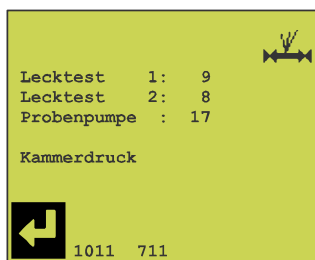 Lecktest 1: 9
Lecktest 2: 8
Probenpumpe : 17
Kammerdruck
1011 711